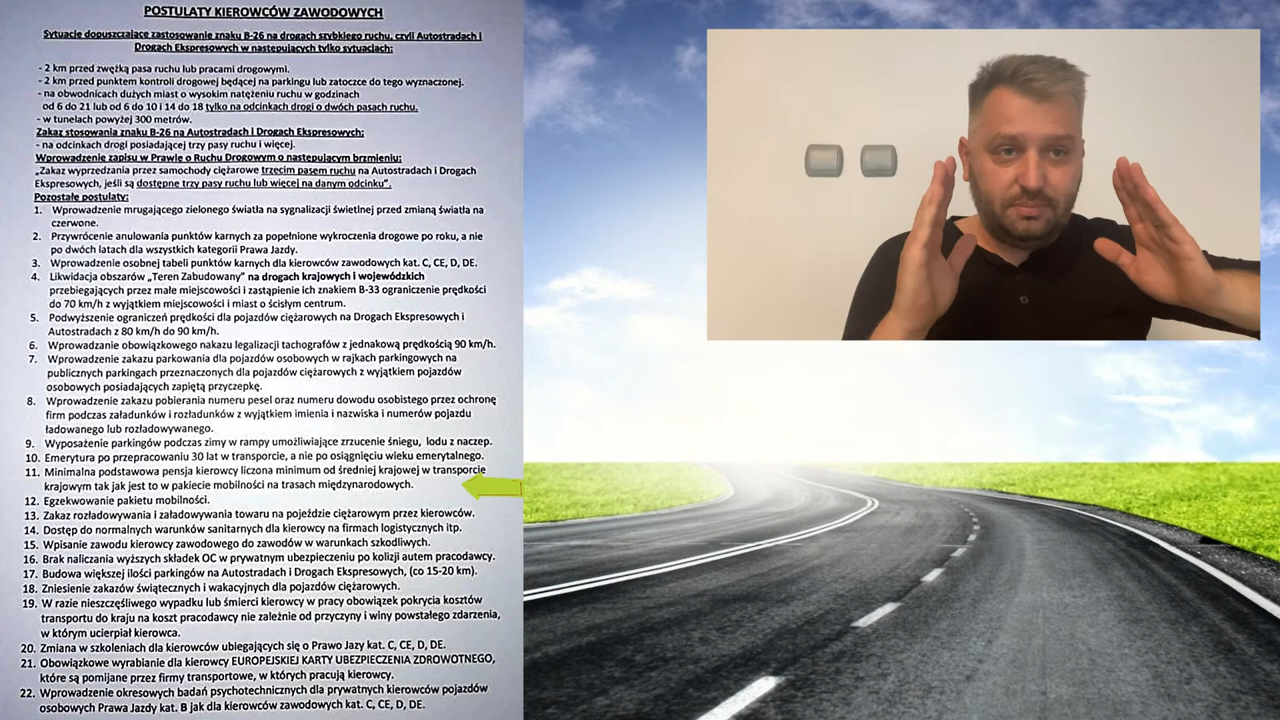 POSTULATY KIEROWCÓW ZAWODOWYCH
Sytuacje dopuszczające zastosowanie znaku B-26 na drogach szybkiego ruchu, czyli Autostradach i
Drogach Ekspresowych w następujących tylko sytuacjach:
- 2 km przed zwężką pasa ruchu lub pracami drogowymi.
- 2 km przed punktem kontroli drogowej będącej na parkingu lub zatoczce do tego wyznaczonej.
- na obwodnicach dużych miast o wysokim natężeniu ruchu w godzinach
od 6 do 21 lub od 6 do 10 i 14 do 18 tylko na odcinkach drogi o dwóch pasach ruchu.
- w tunelach powyżej 300 metrów.
Zakaz stosowania znaku B-26 na Autostradach i Drogach Ekspresowych:
- na odcinkach drogi posiadającej trzy pasy ruchu i więcej.
Wprowadzenie zapisu w Prawie o Ruchu Drogowym o następującym brzmieniu:
„Zakaz wyprzedzania przez samochody ciężarowe trzecim pasem ruchu na Autostradach i Drogach
Ekspresowych, jeśli są dostępne trzy pasy ruchu lub więcej na danym odcinku”.
Pozostałe postulaty:
1. Wprowadzenie mrugającego zielonego światła na sygnalizacji świetlnej przed zmianą światła na
czerwone.
2. Przywrócenie anulowania punktów karnych za popełnione wykroczenia drogowe po roku, a nie
po dwóch latach dla wszystkich kategorii Prawa Jazdy.
3. Wprowadzenie osobnej tabeli punktów karnych dla kierowców zawodowych kat. C, CE, D, DE.
4. Likwidacja obszarów „Teren Zabudowany” na drogach krajowych i wojewódzkich
przebiegających przez małe miejscowości i zastąpienie ich znakiem B-33 ograniczenie prędkości
do 70 km/h z wyjątkiem miejscowości i miast o ścisłym centrum.
5. Podwyższenie ograniczeń prędkości dla pojazdów ciężarowych na Drogach Ekspresowych i
Autostradach z 80 km/h do 90 km/h.
6. Wprowadzenie obowiązkowego nakazu legalizacji tachografów z jednakową prędkością 90 km/h.
7. Wprowadzenie zakazu parkowania dla pojazdów osobowych w rajkach parkingowych na
publicznych parkingach przeznaczonych dla pojazdów ciężarowych z wyjątkiem pojazdów
osobowych posiadających zapiętą przyczepkę.
8. Wprowadzenie zakazu pobierania numeru pesel oraz numeru dowodu osobistego przez ochronę
firm podczas załadunków i rozładunków z wyjątkiem imienia i nazwiska i numerów pojazdu
ładowanego lub rozładowywanego.
9. Wyposażenie parkingów podczas zimy w rampy umożliwiające zrzucenie śniegu, lodu z naczep.
10. Emerytura po przepracowaniu 30 lat w transporcie, a nie po osiągnięciu wieku emerytalnego.
11. Minimalna podstawowa pensja kierowcy liczona minimum od średniej krajowej w transporcie
krajowym tak jak jest to w pakiecie mobilności na trasach międzynarodowych.
12. Egzekwowanie pakietu mobilności.
13. Zakaz rozładowywania i załadowywania towaru na pojeździe ciężarowym przez kierowców.
14. Dostęp do normalnych warunków sanitarnych dla kierowcy na firmach logistycznych itp.
15. Wpisanie zawodu kierowcy zawodowego do zawodów w warunkach szkodliwych.
16. Brak naliczania wyższych składek OC w prywatnym ubezpieczeniu po kolizji autem pracodawcy.
17. Budowa większej ilości parkingów na Autostradach i Drogach Ekspresowych, (co 15-20 km).
18. Zniesienie zakazów świątecznych i wakacyjnych dla pojazdów ciężarowych.
19. W razie nieszczęśliwego wypadku lub śmierci kierowcy w pracy obowiązek pokrycia kosztów
transportu do kraju na koszt pracodawcy nie zależnie od przyczyny i winy powstałego zdarzenia,
w którym ucierpiał kierowca.
20. Zmiana w szkoleniach dla kierowców ubiegających się o Prawo Jazy kat. C, CE, D, DE.
21. Obowiązkowe wyrabianie dla kierowcy EUROPEJSKIEJ KARTY UBEZPIECZENIA ZDROWOTNEGO,
które są pomijane przez firmy transportowe, w których pracują kierowcy.
22. Wprowadzenie okresowych badań psychotechnicznych dla prywatnych kierowców pojazdów
osobowych Prawa Jazdy kat. B jak dla kierowców zawodowych kat. C, CE, D, DE.